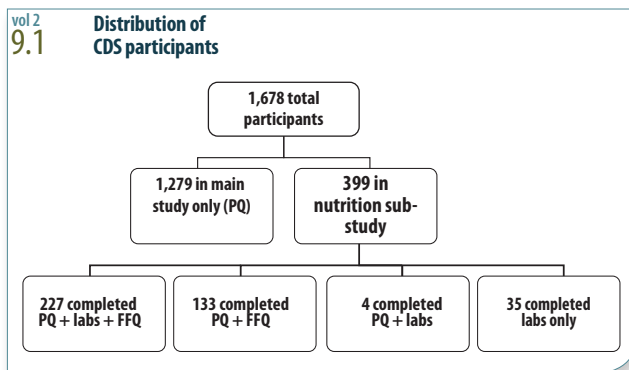 vol 2
9.1
Distribution of
CDS participants
1,678 total
participants
1,279 in main
study only (PQ)
399 in
nutrition sub-
study
227 completed
PQ + labs + FFQ
133 completed
PQ + FFQ
4 completed
PQ + labs
35 completed
labs only